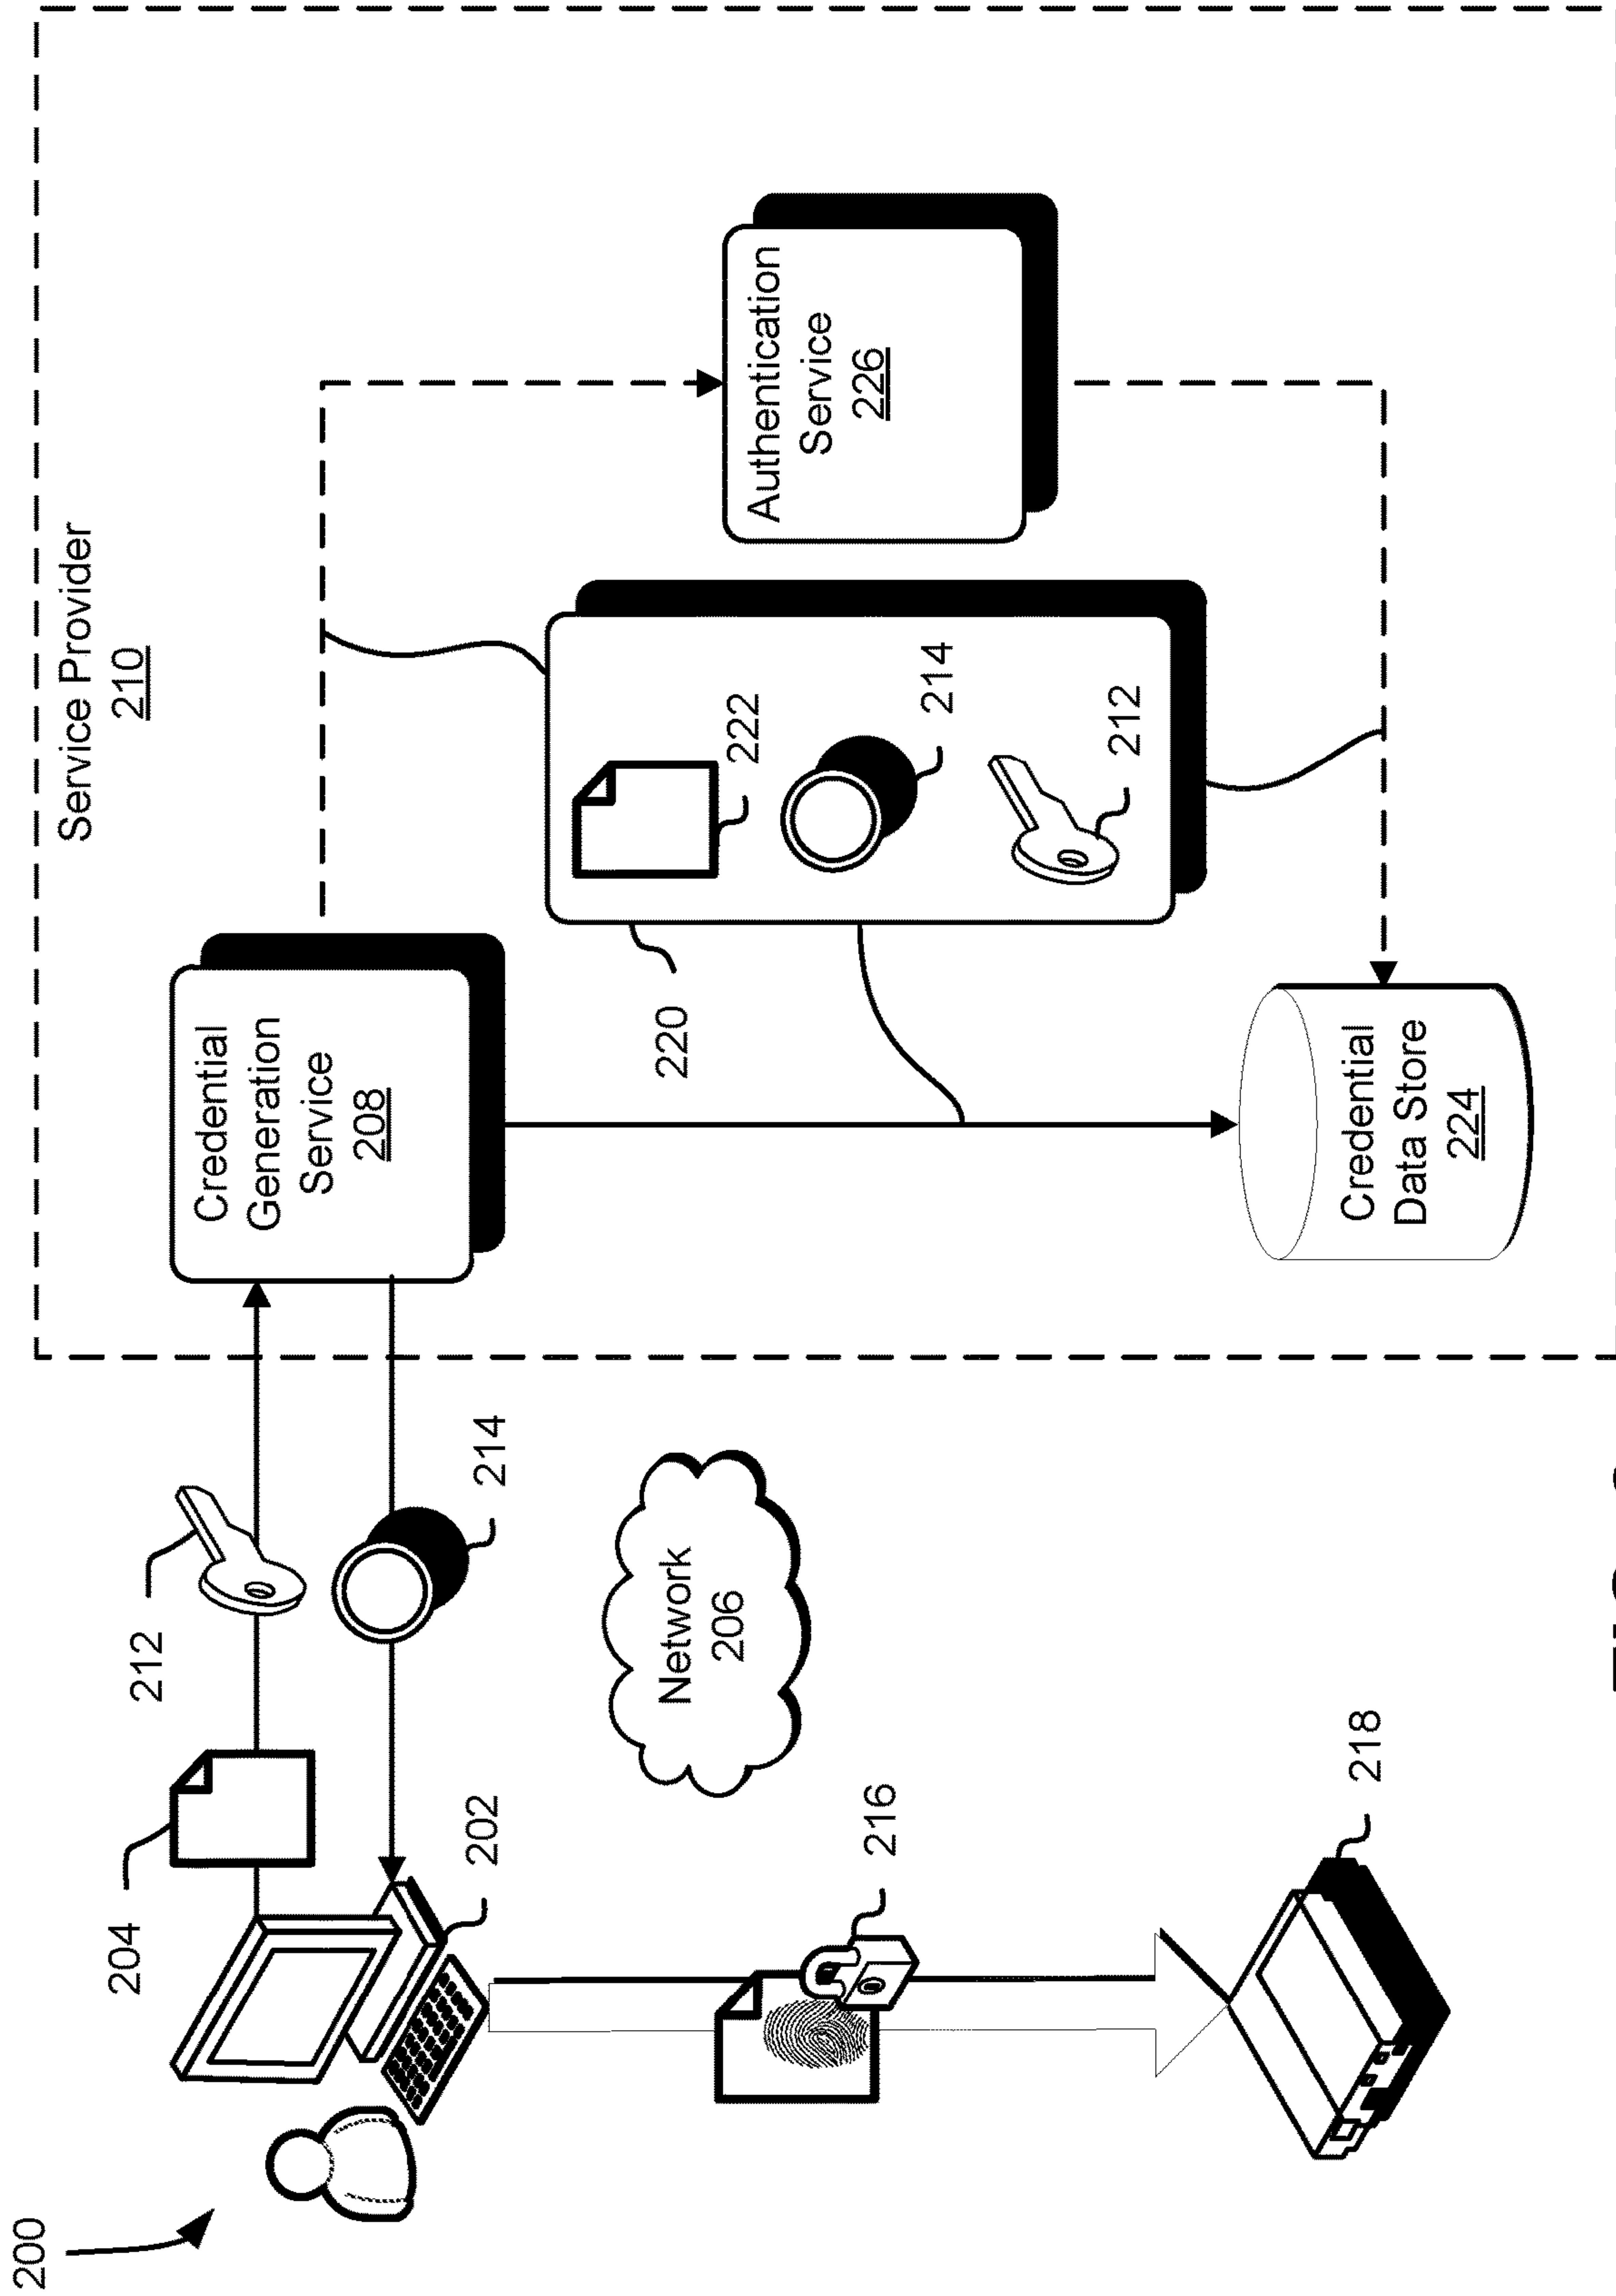 200
Service Provider
210
212
204
Credential
Generation
Service
208
214
202
Authentication
Service
226
222
214
212
220
Network
206
216
218
Credential
Data Store
224